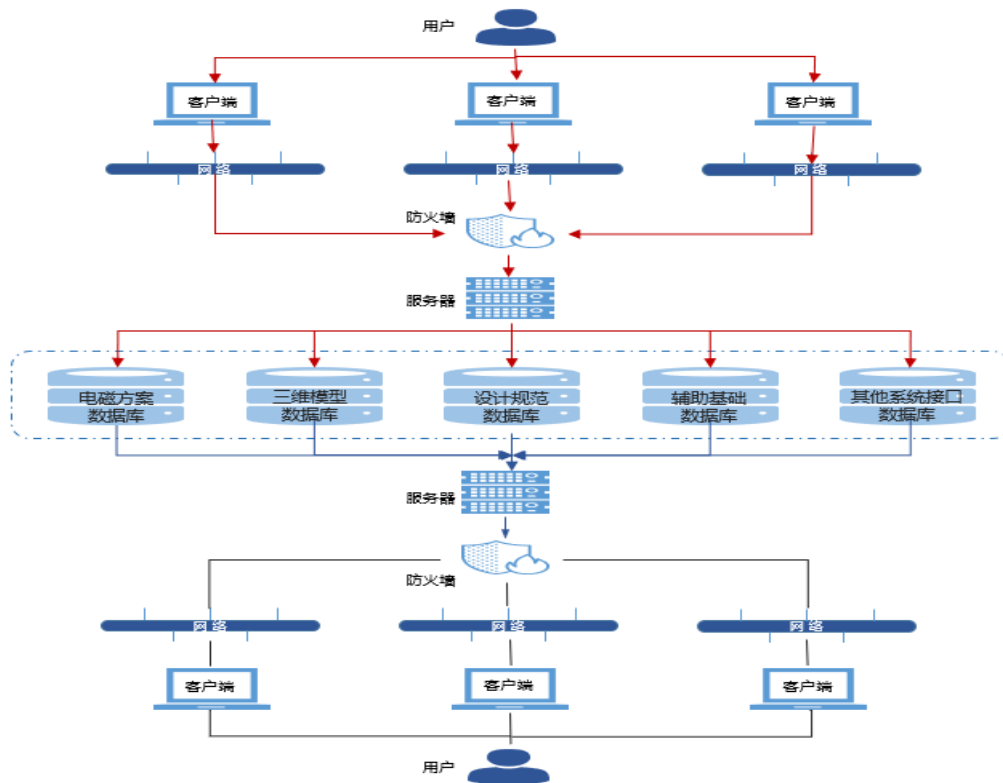 用户
客户端
客户端
客户端
网络
网络
网络
防火墙
服务器
电磁方案
数据库
三维模型
数据库
设计规范
数据库
辅助基础
数据库
其他系统接口
数据库
服务器
防火墙
网络
网络
网络
客户端
客户端
客户端
用户